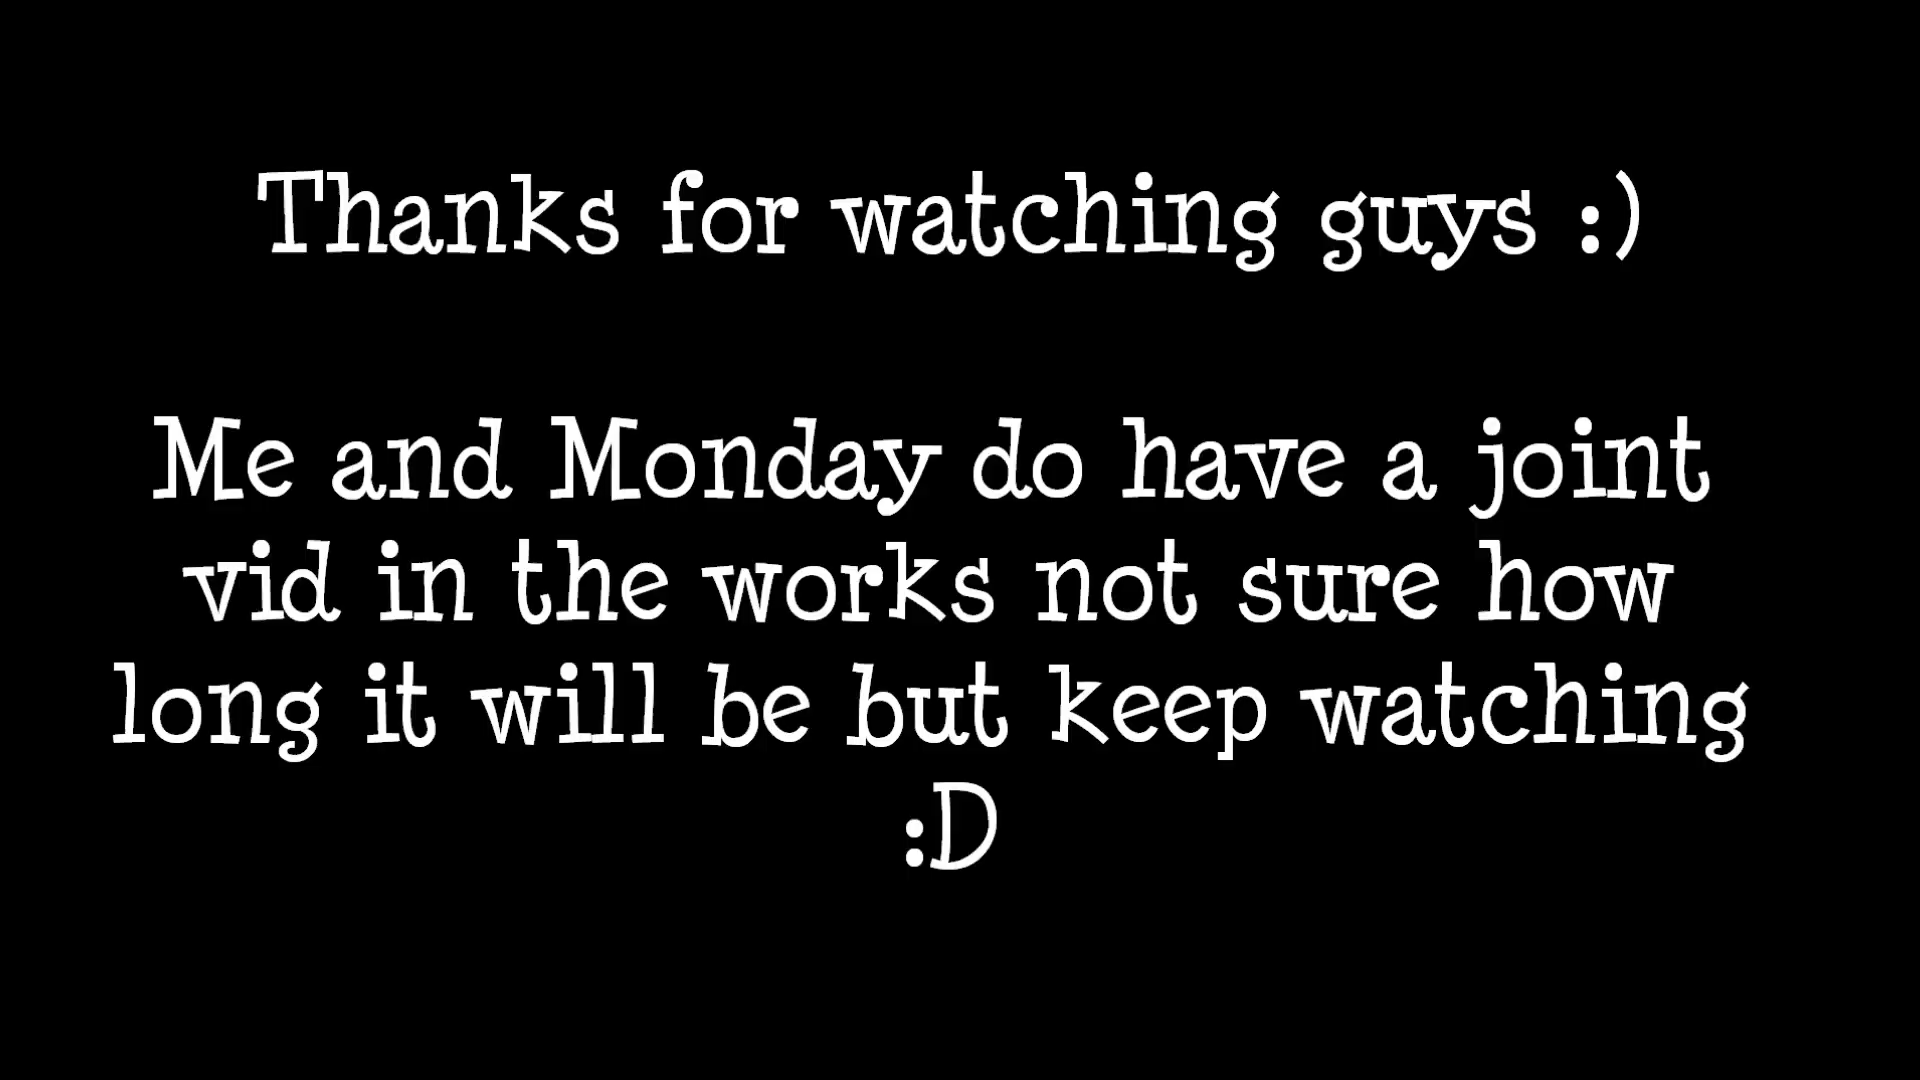 Thanks for watching guys :)
Me and Monday do have a joint
vid in the works not sure how
long it will be but keep watching
:D